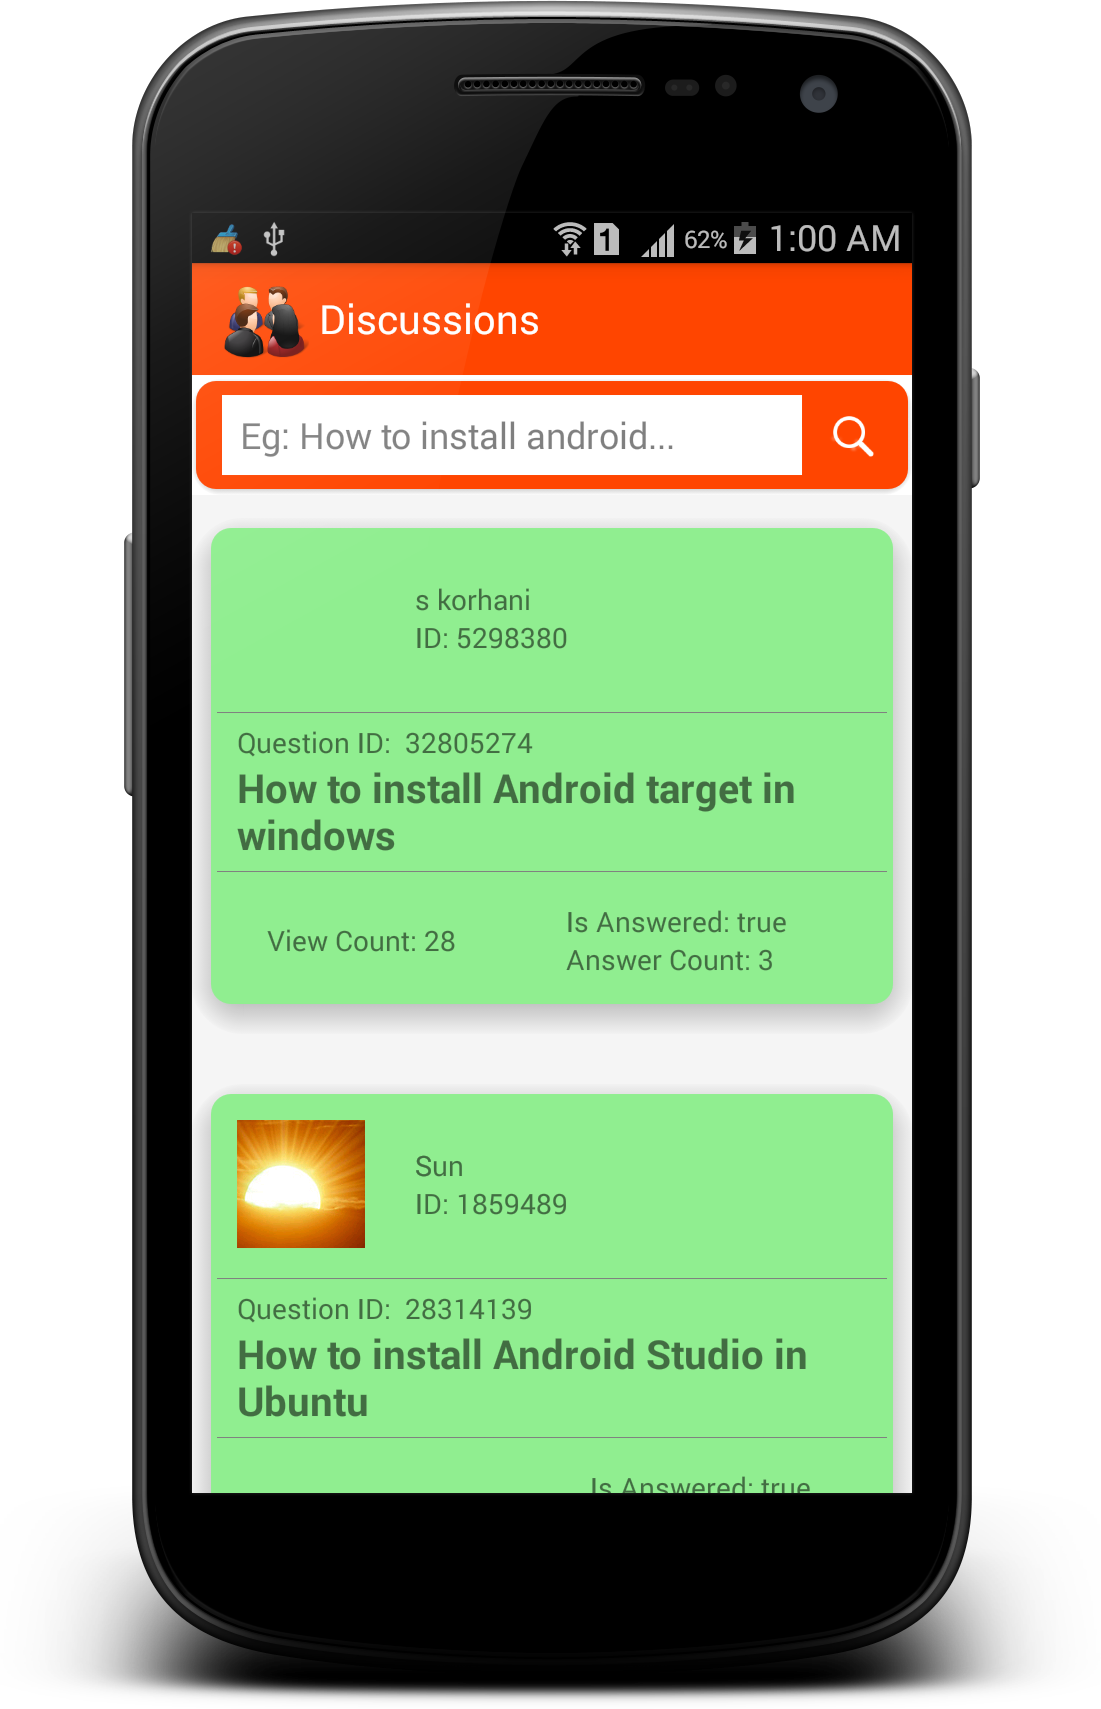 1 62% 1:00 AM
Discussions
Eg: How to install android...
s korhani
ID: 5298380
Question ID: 32805274
How to install Android target in
windows
View Count: 28
Is Answered: true
Answer Count: 3
Sun
ID: 1859489
Question ID: 28314139
How to install Android Studio in
Ubuntu
Is Answered: true